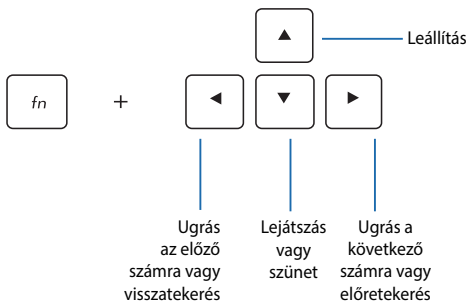 Leállítás
fn
+
Ugrás
az előző
számra vagy
visszatekerés
Lejátszás
vagy
szünet
Ugrás a
következő
számra vagy
előretekerés